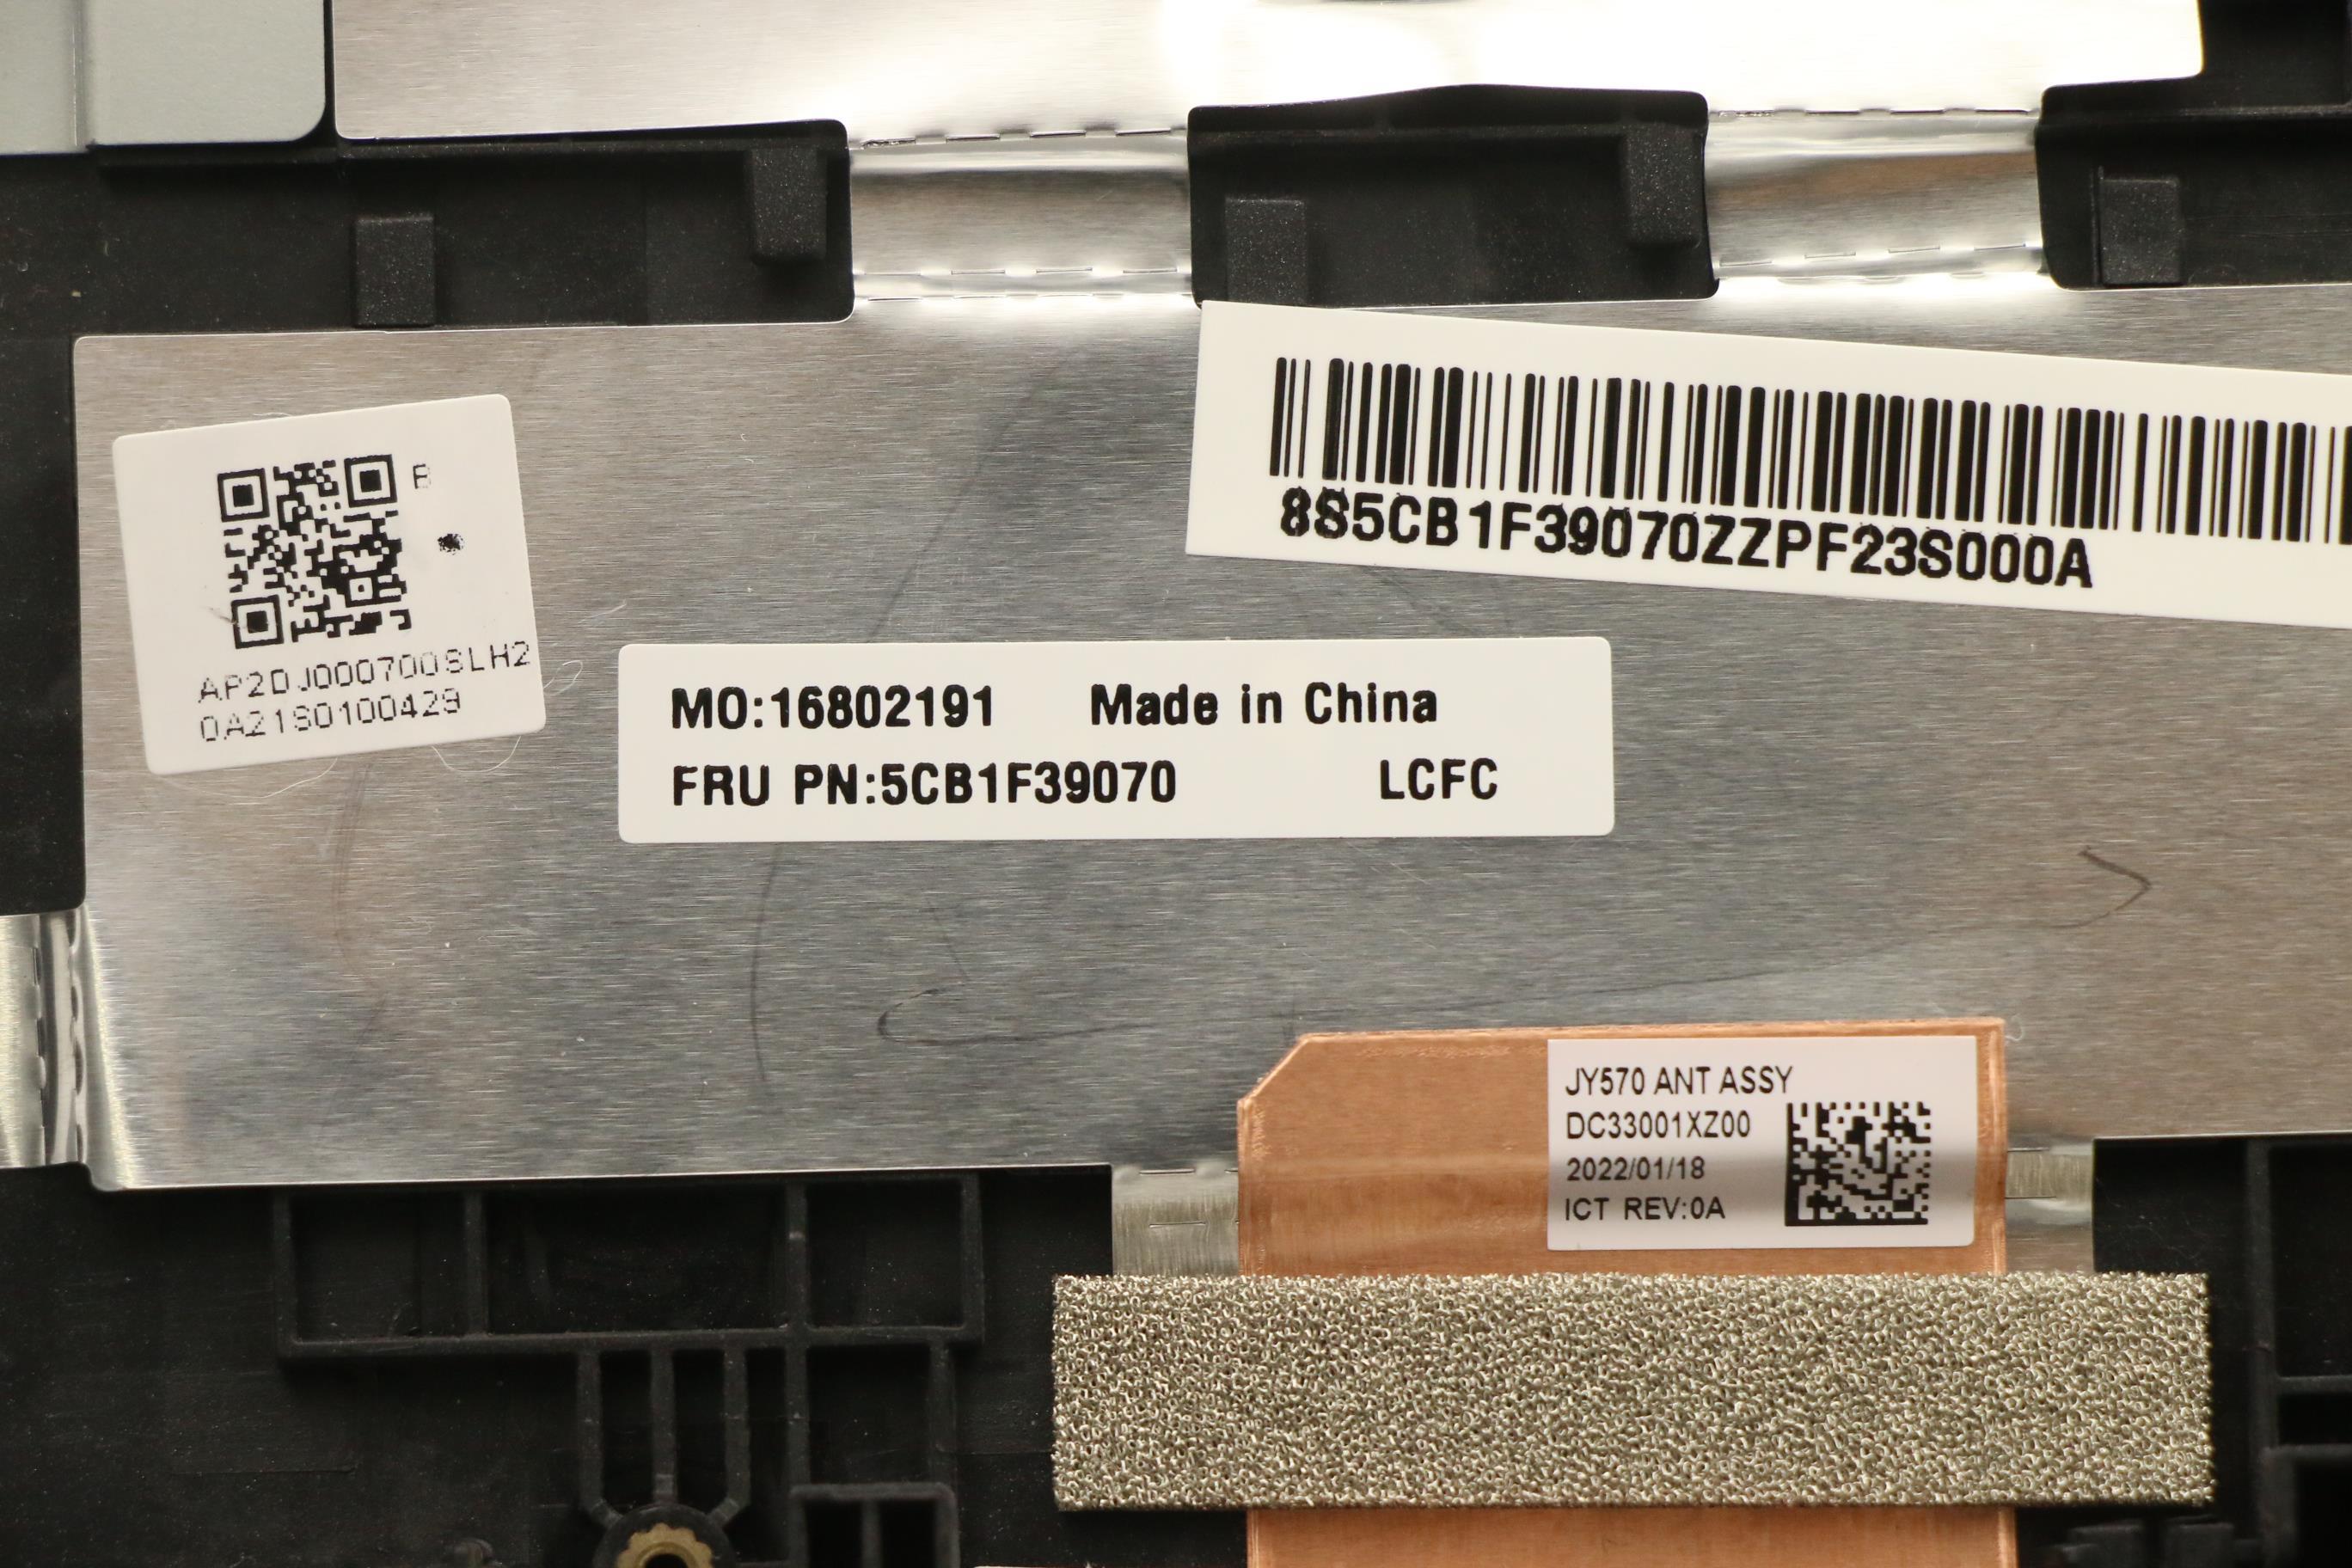 B
AP2DJ000700SLH2
0A21S0100429
8S5CB1F39070ZZPF23S000A
MO:16802191 Made in China
FRU PN:5CB1F39070 LCFC
JY570 ANT ASSY
DC33001XZ00
2022/01/18
ICT REV:0A